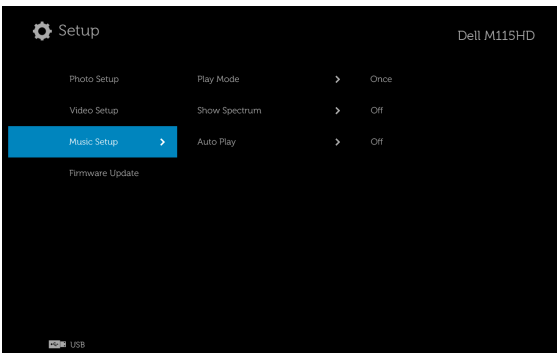 Setup
Dell M115HD
Photo Setup Play Mode Once
Video Setup Show Spectrum Off
Music Setup Auto Play Off
Firmware Update
USB